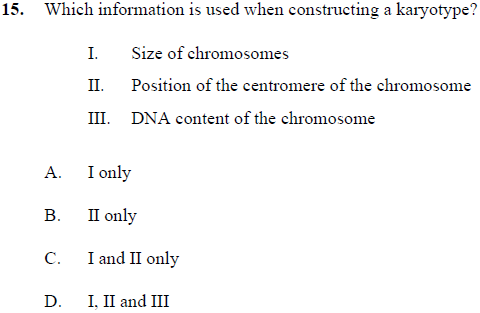 15. Which information is used when constructing a karyotype?
I. Size of chromosomes
II. Position of the centromere of the chromosome
III. DNA content of the chromosome
A. I only
B. II only
C. I and II only
D. I, II and III